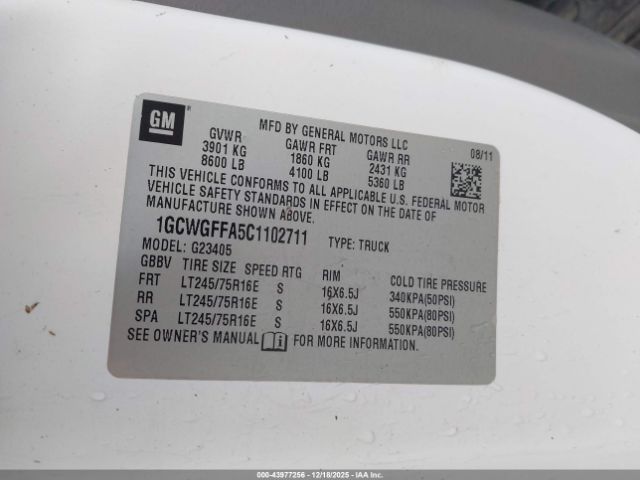 GM ®
MFD BY GENERAL MOTORS LLC
08/11
GVWR GAWR FRT GAWR RR
3901 KG 1860 KG 2431 KG
8600 LB 4100 LB 5360 LB
THIS VEHICLE CONFORMS TO ALL APPLICABLE U.S. FEDERAL MOTOR
VEHICLE SAFETY STANDARDS IN EFFECT ON THE DATE OF
MANUFACTURE SHOWN ABOVE.
1GCWGFFA5C1102711 TYPE: TRUCK
MODEL: G23405
GBBV TIRE SIZE SPEED RTG RIM COLD TIRE PRESSURE
FRT LT245/75R16E S 16X6.5J 340KPA(50PSI)
RR LT245/75R16E S 16X6.5J 550KPA(80PSI)
SPA LT245/75R16E S 16X6.5J 550KPA(80PSI)
SEE OWNER'S MANUAL FOR MORE INFORMATION.
000-43977256 - 12/18/2025 - IAAI.COM